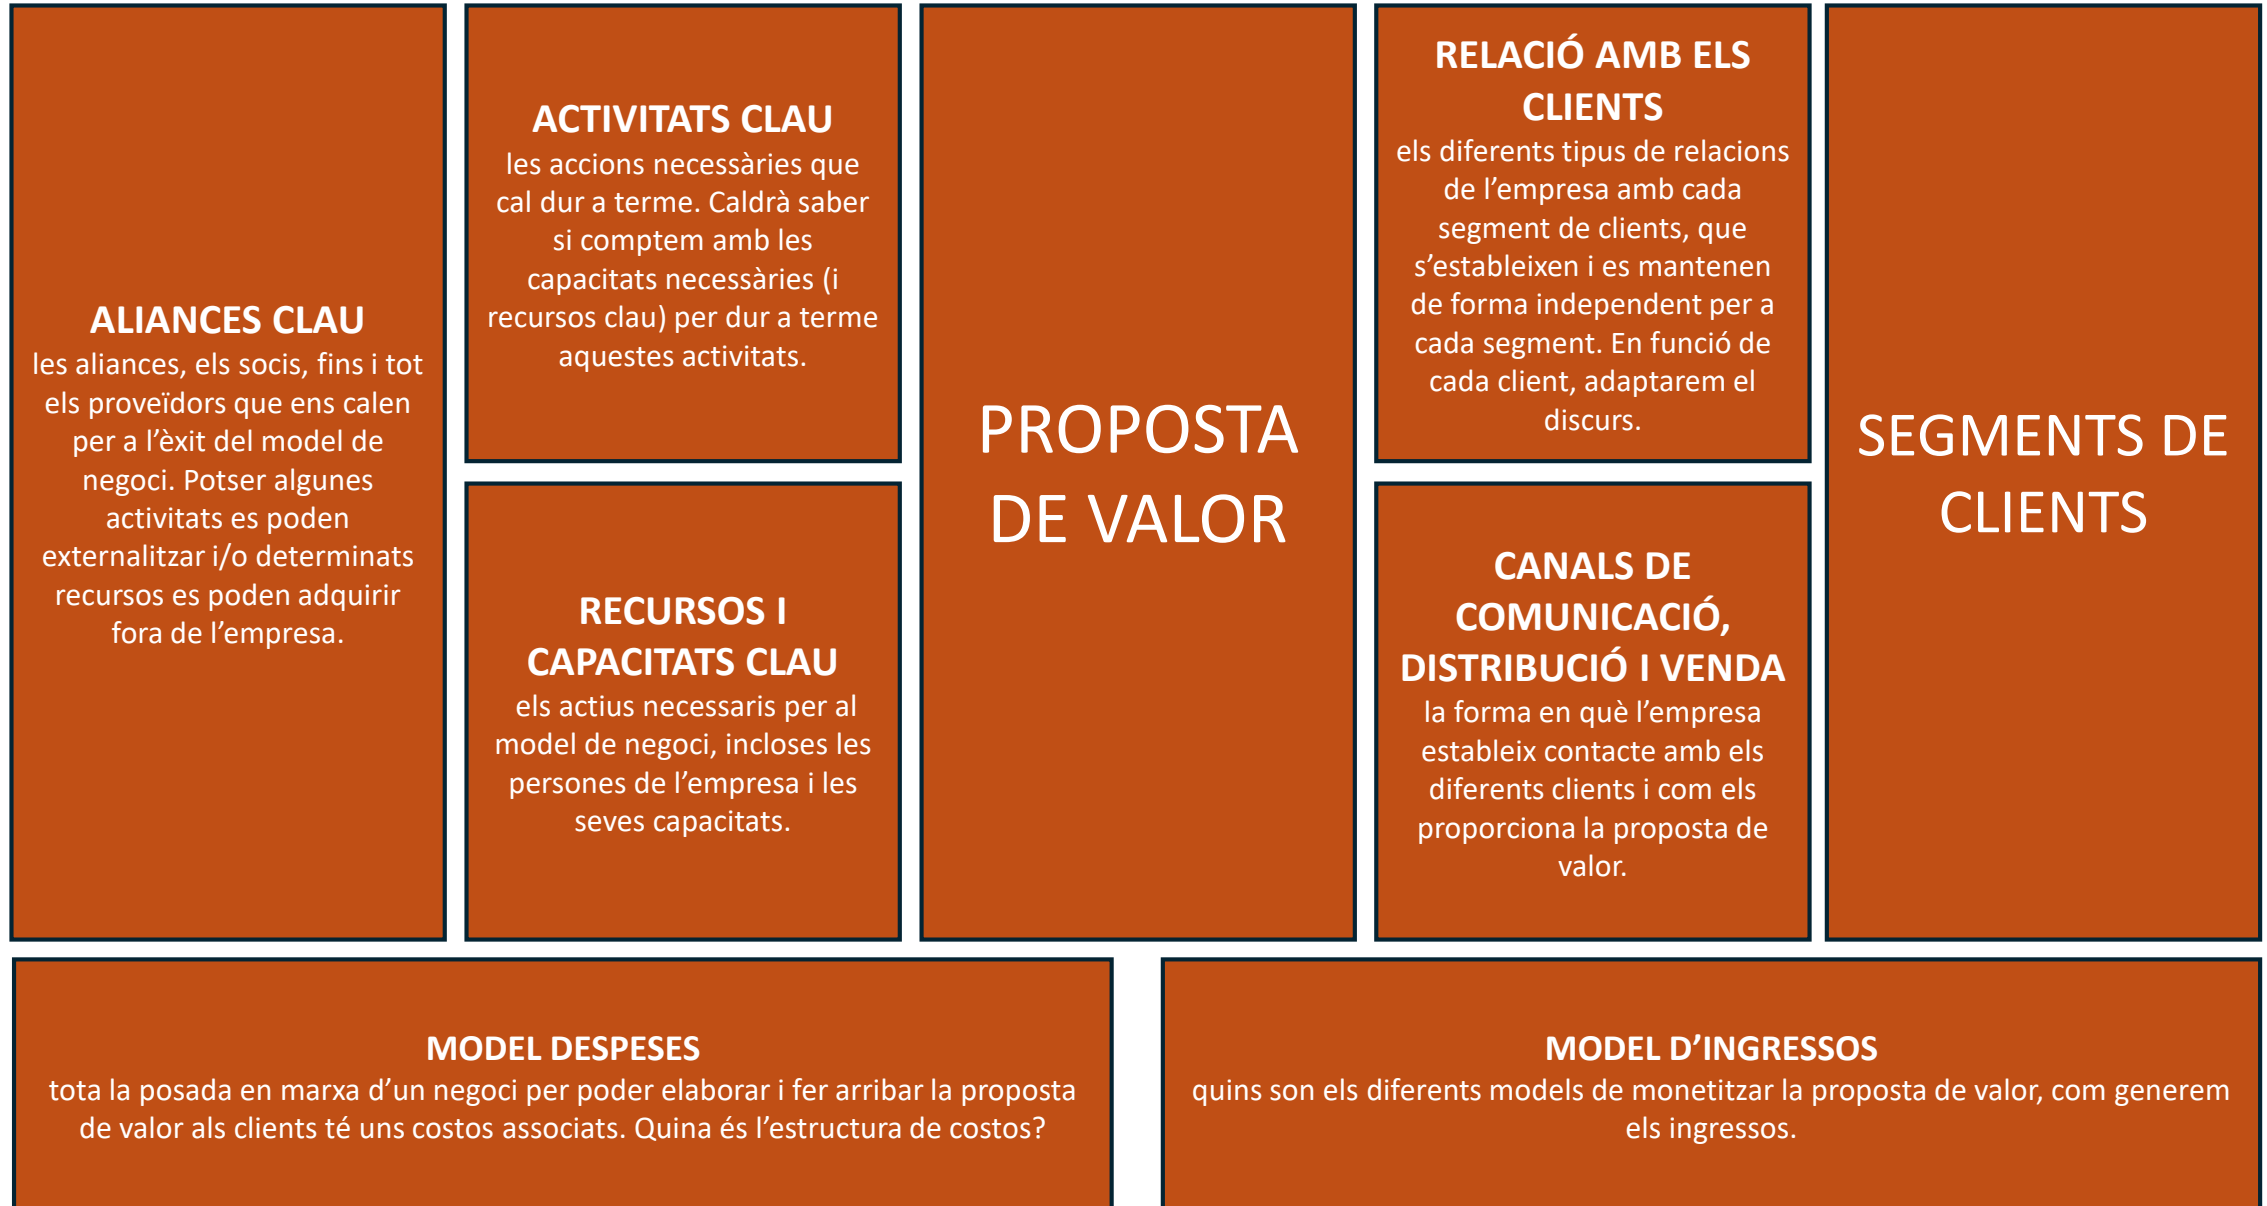 ALIANCES CLAU
les aliances, els socis, fins i tot
els proveïdors que ens calen
per a l’èxit del model de
negoci. Potser algunes
activitats es poden
externalitzar i/o determinats
recursos es poden adquirir
fora de l’empresa.
ACTIVITATS CLAU
les accions necessàries que
cal dur a terme. Caldrà saber
si comptem amb les
capacitats necessàries (i
recursos clau) per dur a terme
aquestes activitats.
RECURSOS I
CAPACITATS CLAU
els actius necessaris per al
model de negoci, incloses les
persones de l’empresa i les
seves capacitats.
PROPOSTA
DE VALOR
RELACIÓ AMB ELS
CLIENTS
els diferents tipus de relacions
de l’empresa amb cada
segment de clients, que
s’estableixen i es mantenen
de forma independent per a
cada segment. En funció de
cada client, adaptarem el
discurs.
CANALS DE
COMUNICACIÓ,
DISTRIBUCIÓ I VENDA
la forma en què l’empresa
estableix contacte amb els
diferents clients i com els
proporciona la proposta de
valor.
SEGMENTS DE
CLIENTS
MODEL DESPESES
tota la posada en marxa d’un negoci per poder elaborar i fer arribar la proposta
de valor als clients té uns costos associats. Quina és l’estructura de costos?
MODEL D’INGRESSOS
quins son els diferents models de monetitzar la proposta de valor, com generem
els ingressos.